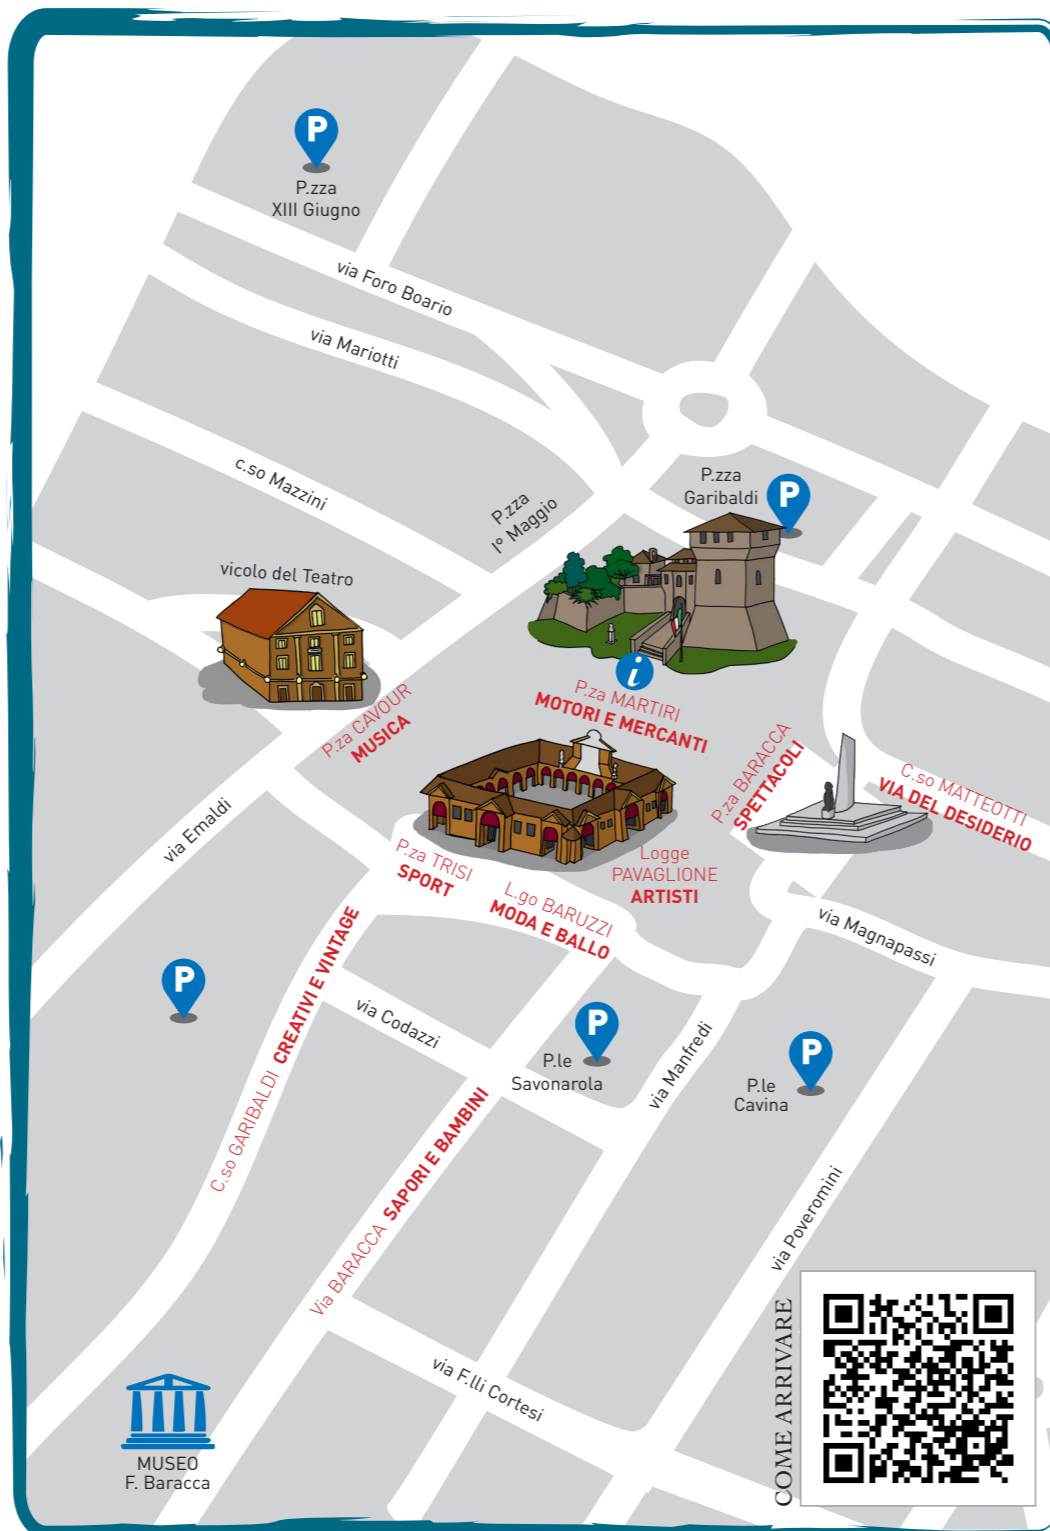 P
P.zza
XIII Giugno
via Foro Boario
via Mariotti
c.so Mazzini
P.zza
I° Maggio
P.zza
Garibaldi
P
vicolo del Teatro
i
P.za MARTIRI
MOTORI E MERCANTI
P.za CAVOUR
MUSICA
P.za BARACCA
SPETTACOLI
C.so MATTEOTTI
VIA DEL DESIDERIO
via Emaldi
P.za TRISI
SPORT
L.go BARUZZI
MODA E BALLO
Logge
PAVAGLIONE
ARTISTI
via Magnapassi
P
C.so GARIBALDI CREATIVI E VINTAGE
via Codazzi
P
P.le
Savonarola
via Manfredi
P
P.le
Cavina
Via BARACCA SAPORI E BAMBINI
via Poveromini
via F.lli Cortesi
MUSEO
F. Baracca
COME ARRIVARE